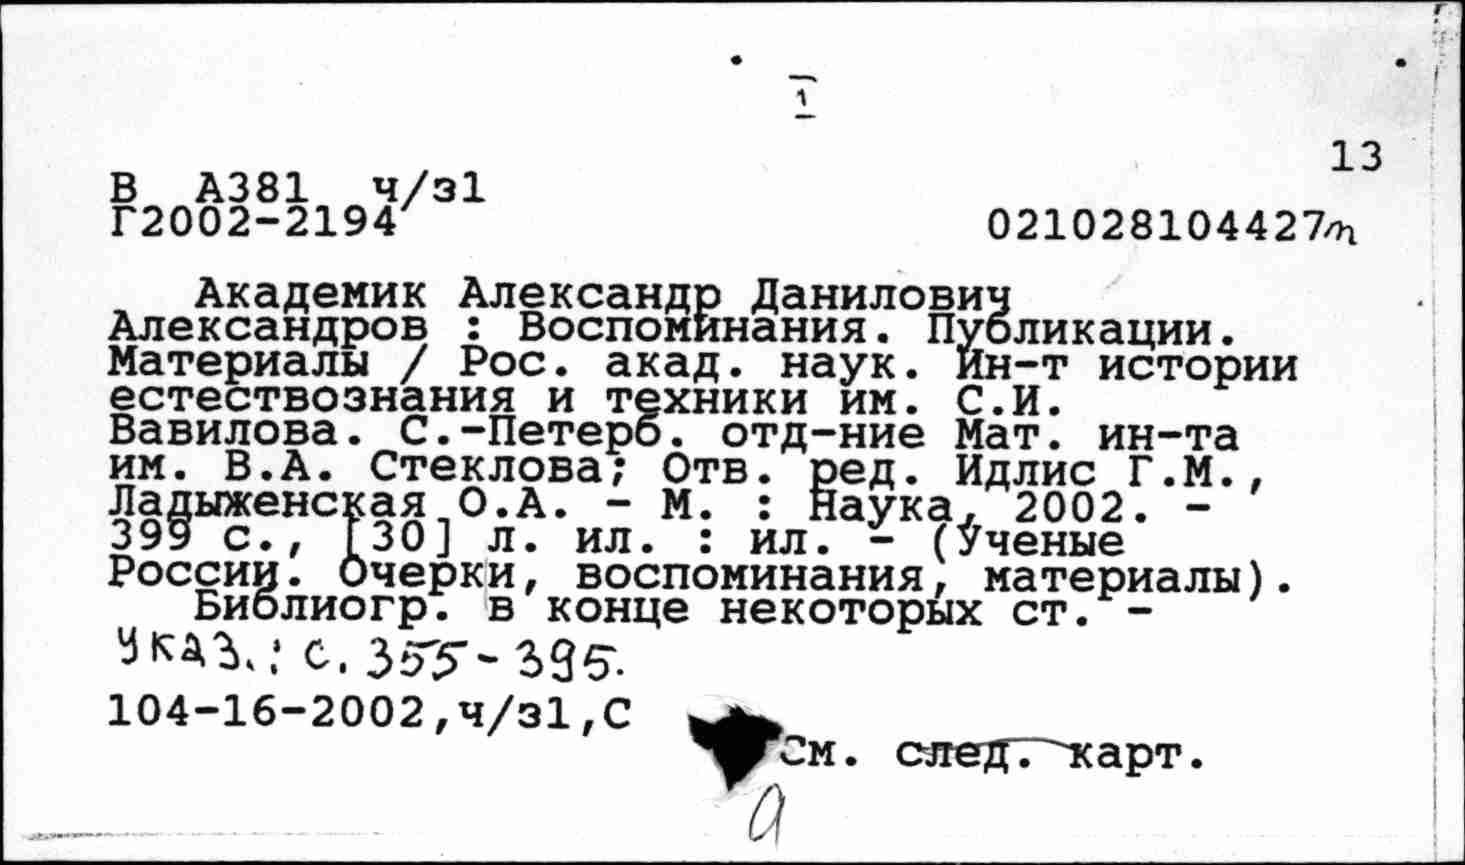 1
13
В А381 ч/з1
Г2002-2194
021028104427
Академик Александр Данилович
Александров : Воспоминания. Публикации.
Материалы / Рос. акад. наук. Ин-т истории
естествознания и техники им. С.И.
Вавилова. С.-Петерб. отд-ние Мат. ин-та
им. В.А. Стеклова; Отв. ред. Идлис Г.М.,
Ладыженская О.А. - М. : Наука, 2002. -
399 с., [30] л. ил. : ил. - (Ученые
России. Очерки, воспоминания, материалы).
Библиогр. в конце некоторых ст. -
Указ.: с. 355-395.
104-16-2002,ч/з1,С
См. след. карт.